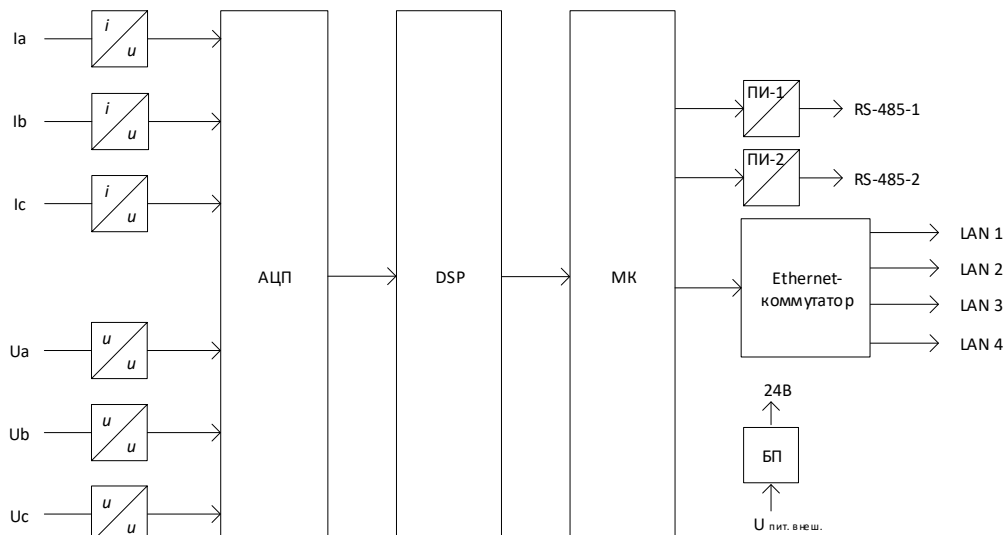 Ia
i
u
Ib
i
u
Ic
i
u
Ua
u
u
Ub
u
u
Uc
u
u
АЦП
DSP
МК
ПИ-1
RS-485-1
ПИ-2
RS-485-2
Ethernet-
коммутатор
LAN 1
LAN 2
LAN 3
LAN 4
24В
БП
U пит. внеш.